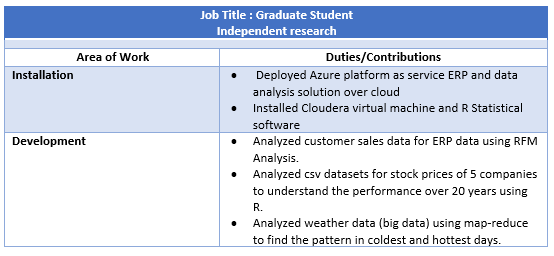 Job Title : Graduate Student
Independent research
Area of Work
Duties/Contributions
Installation
• Deployed Azure platform as service ERP and data
analysis solution over cloud
• Installed Cloudera virtual machine and R Statistical
software
Development
• Analyzed customer sales data for ERP data using RFM
Analysis.
• Analyzed csv datasets for stock prices of 5 companies
to understand the performance over 20 years using
R.
• Analyzed weather data (big data) using map-reduce
to find the pattern in coldest and hottest days.